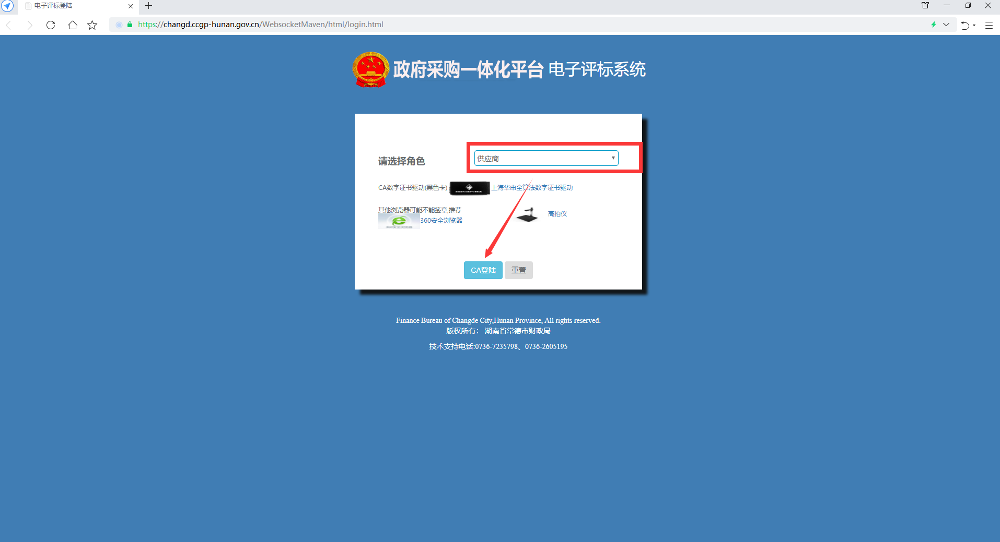 电子评标登陆
https://changd.ccgp-hunan.gov.cn/WebsocketMaven/html/login.html
政府采购一体化平台 电子评标系统
请选择角色
供应商
CA数字证书驱动(黑色卡)
上海华申全算法数字证书驱动
其他浏览器可能不能签章,推荐
360安全浏览器
高拍仪
CA登陆 重置
Finance Bureau of Changde City,Hunan Province, All rights reserved.
版权所有： 湖南省常德市财政局
技术支持电话:0736-7235798、0736-2605195